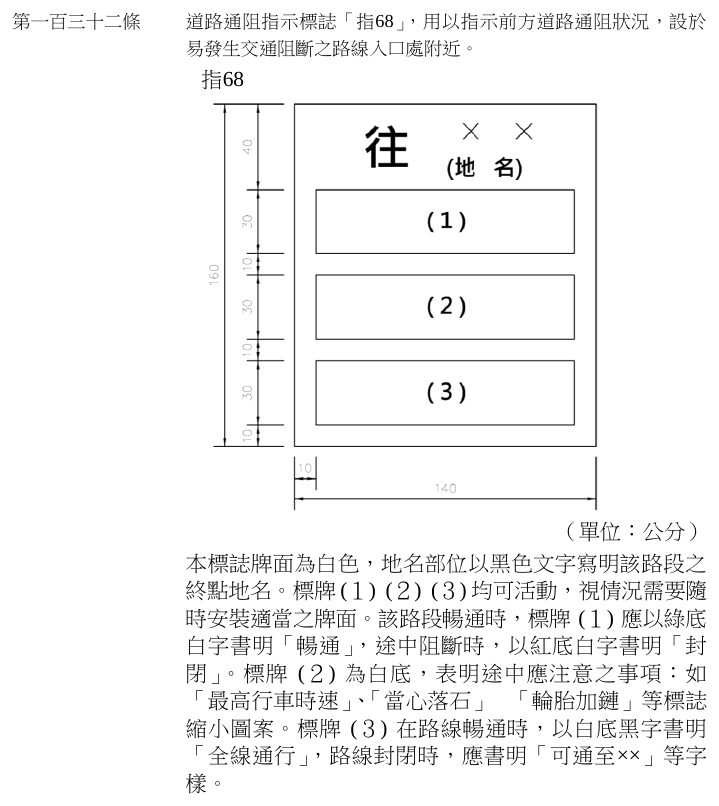 第一百三十二條 道路通阻指示標誌「指68」，用以指示前方道路通阻狀況，設於
易發生交通阻斷之路線入口處附近。
指68
往 × ×
(地 名)
40
(1)
30
10
160
(2)
30
10
(3)
30
10
10
140
（單位：公分）
本標誌牌面為白色，地名部位以黑色文字寫明該路段之
終點地名。標牌(1)(2)(3)均可活動，視情況需要隨
時安裝適當之牌面。該路段暢通時，標牌(1)應以綠底
白字書明「暢通」，途中阻斷時，以紅底白字書明「封
閉」。標牌(2)為白底，表明途中應注意之事項：如
「最高行車時速」、「當心落石」 「輪胎加鏈」等標誌
縮小圖案。標牌(3)在路線暢通時，以白底黑字書明
「全線通行」，路線封閉時，應書明「可通至××」等字
樣。